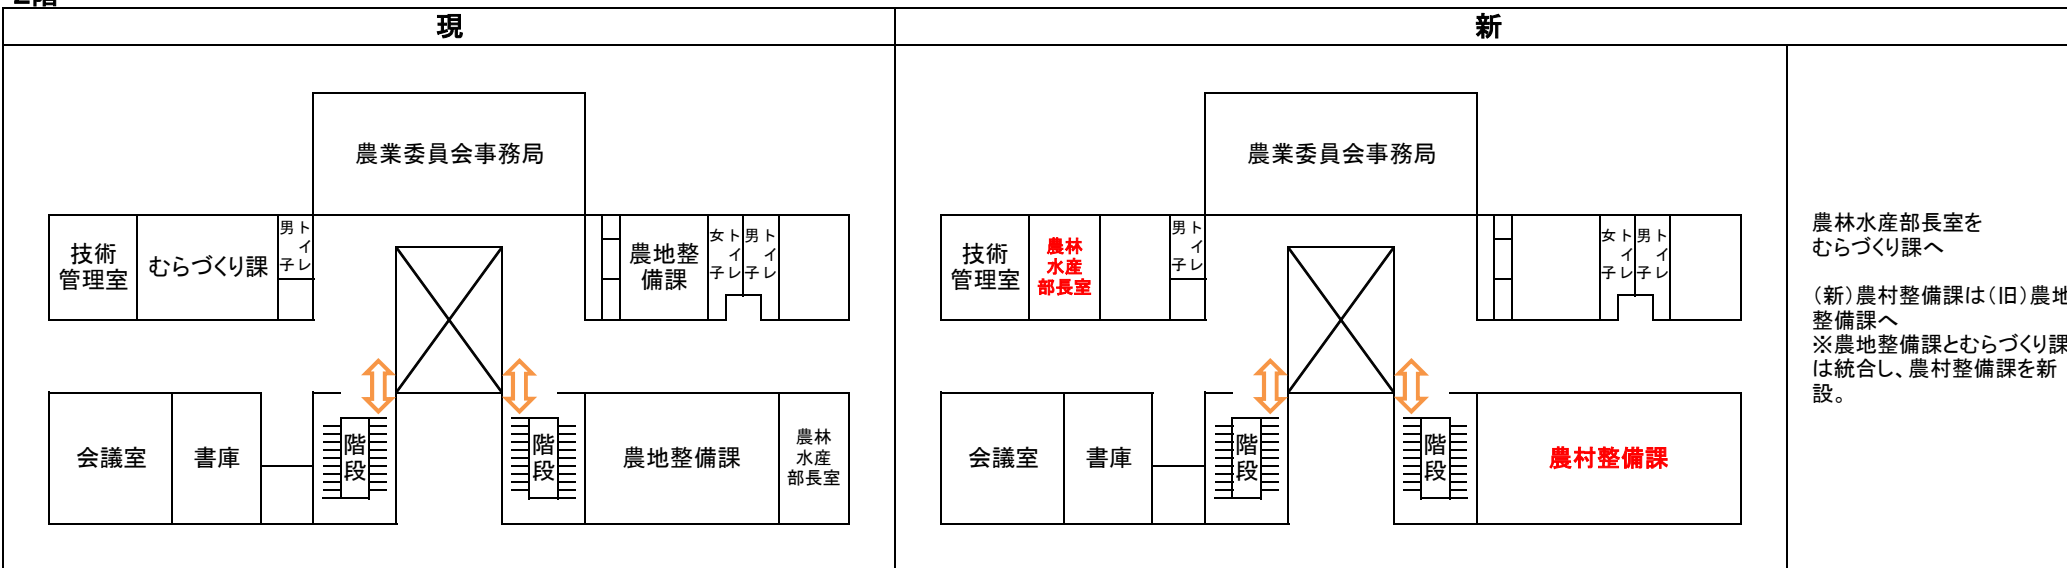 2階
現
新
農業委員会事務局
技術
管理室
むらづくり課
男子
トイレ
農地整
備課
女子
トイレ
男子
トイレ
会議室
書庫
階段
階段
農地整備課
農林
水産
部長室
農業委員会事務局
技術
管理室
農林
水産
部長室
男子
トイレ
女子
トイレ
男子
トイレ
会議室
書庫
階段
階段
農村整備課
農林水産部長室を
むらづくり課へ
（新）農村整備課は（旧）農地
整備課へ
※農地整備課とむらづくり課
は統合し、農村整備課を新
設。